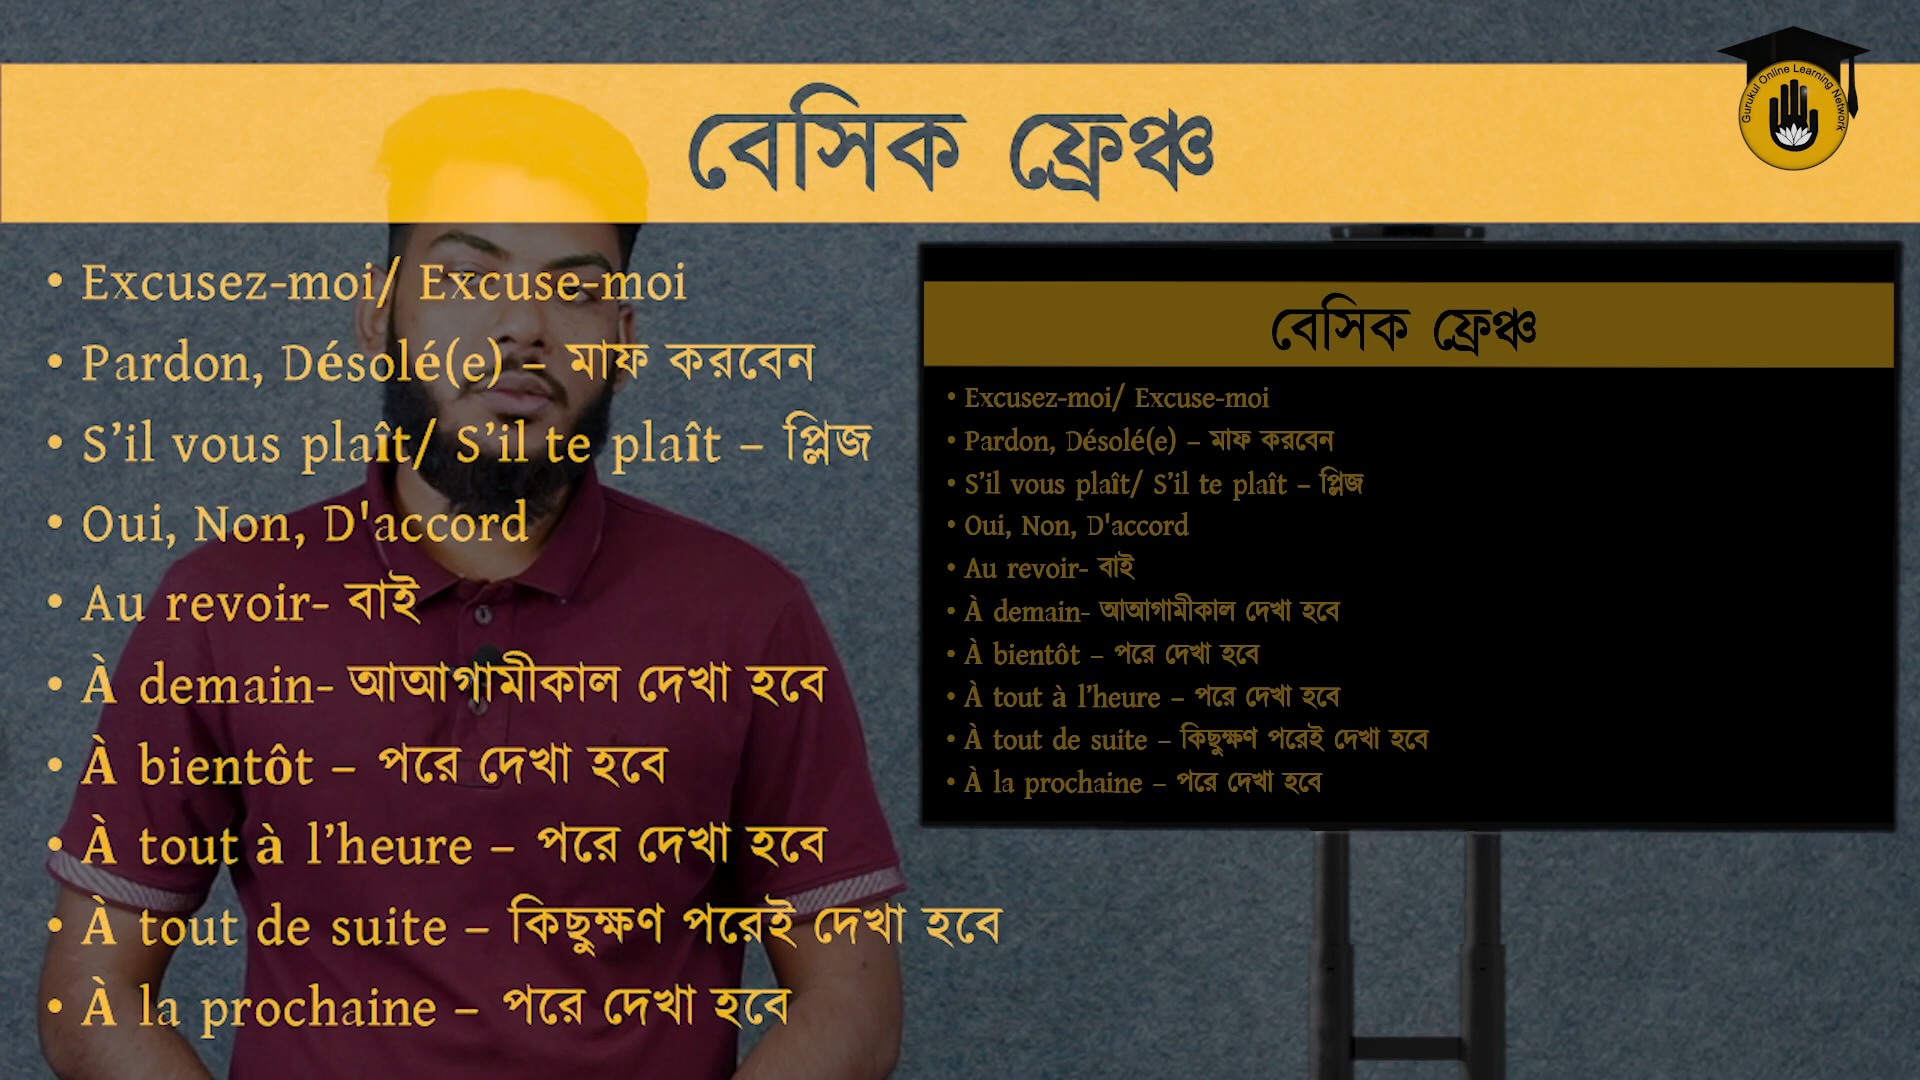 বেসিক ফ্রেঞ্চ
• Excusez-moi/ Excuse-moi
• Pardon, Désolé(e) – মাফ করবেন
• S’il vous plaît/ S’il te plaît – প্লিজ
• Oui, Non, D'accord
• Au revoir- বাই
• À demain- আআগামীকাল দেখা হবে
• À bientôt – পরে দেখা হবে
• À tout à l’heure – পরে দেখা হবে
• À tout de suite – কিছুক্ষণ পরেই দেখা হবে
• À la prochaine – পরে দেখা হবে
Gurukul Online Learning Network
বেসিক ফ্রেঞ্চ
• Excusez-moi/ Excuse-moi
• Pardon, Désolé(e) – মাফ করবেন
• S’il vous plaît/ S’il te plaît – প্লিজ
• Oui, Non, D'accord
• Au revoir- বাই
• À demain- আআগামীকাল দেখা হবে
• À bientôt – পরে দেখা হবে
• À tout à l’heure – পরে দেখা হবে
• À tout de suite – কিছুক্ষণ পরেই দেখা হবে
• À la prochaine – পরে দেখা হবে